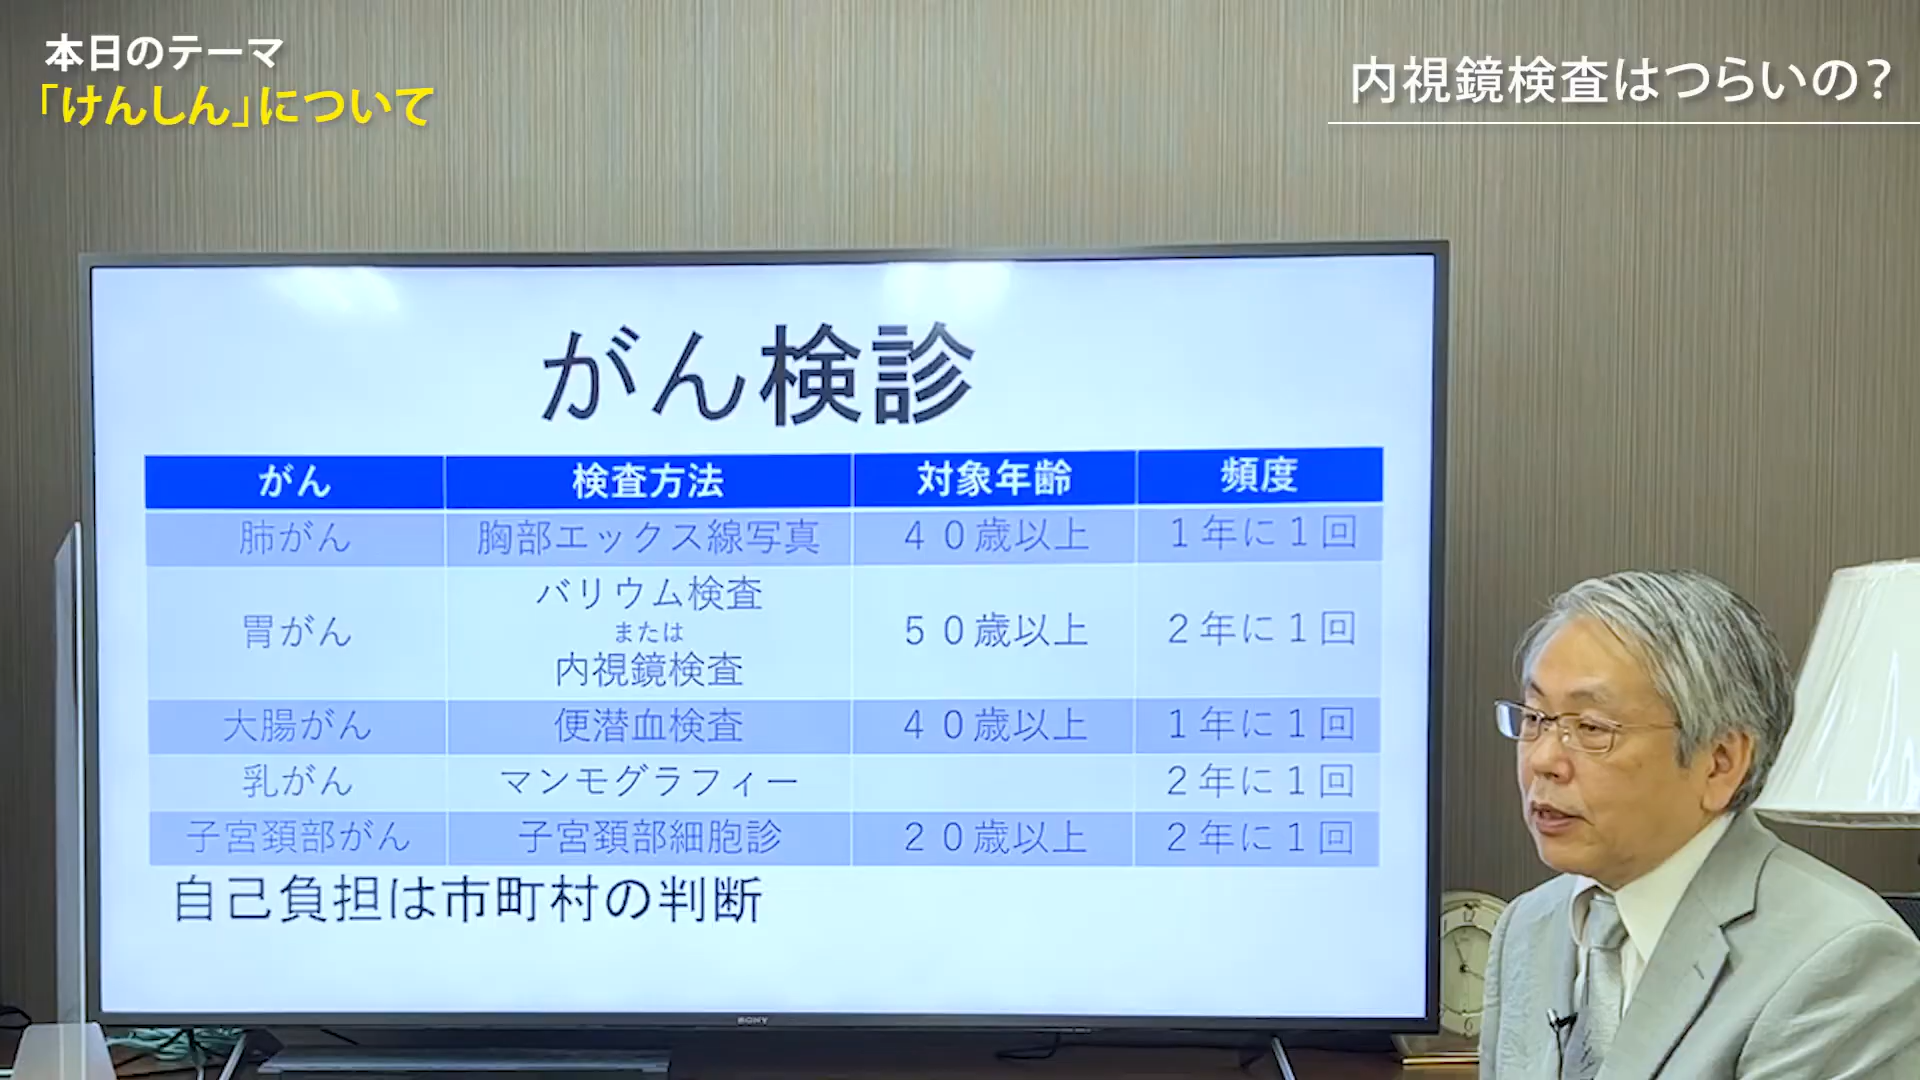 本日のテーマ
「けんしん」について
内視鏡検査はつらいの？
がん検診
がん 検査方法 対象年齢 頻度
肺がん 胸部エックス線写真 ４０歳以上 １年に１回
胃がん バリウム検査 または 内視鏡検査 ５０歳以上 ２年に１回
大腸がん 便潜血検査 ４０歳以上 １年に１回
乳がん マンモグラフィー ２年に１回
子宮頚部がん 子宮頚部細胞診 ２０歳以上 ２年に１回
自己負担は市町村の判断
SONY